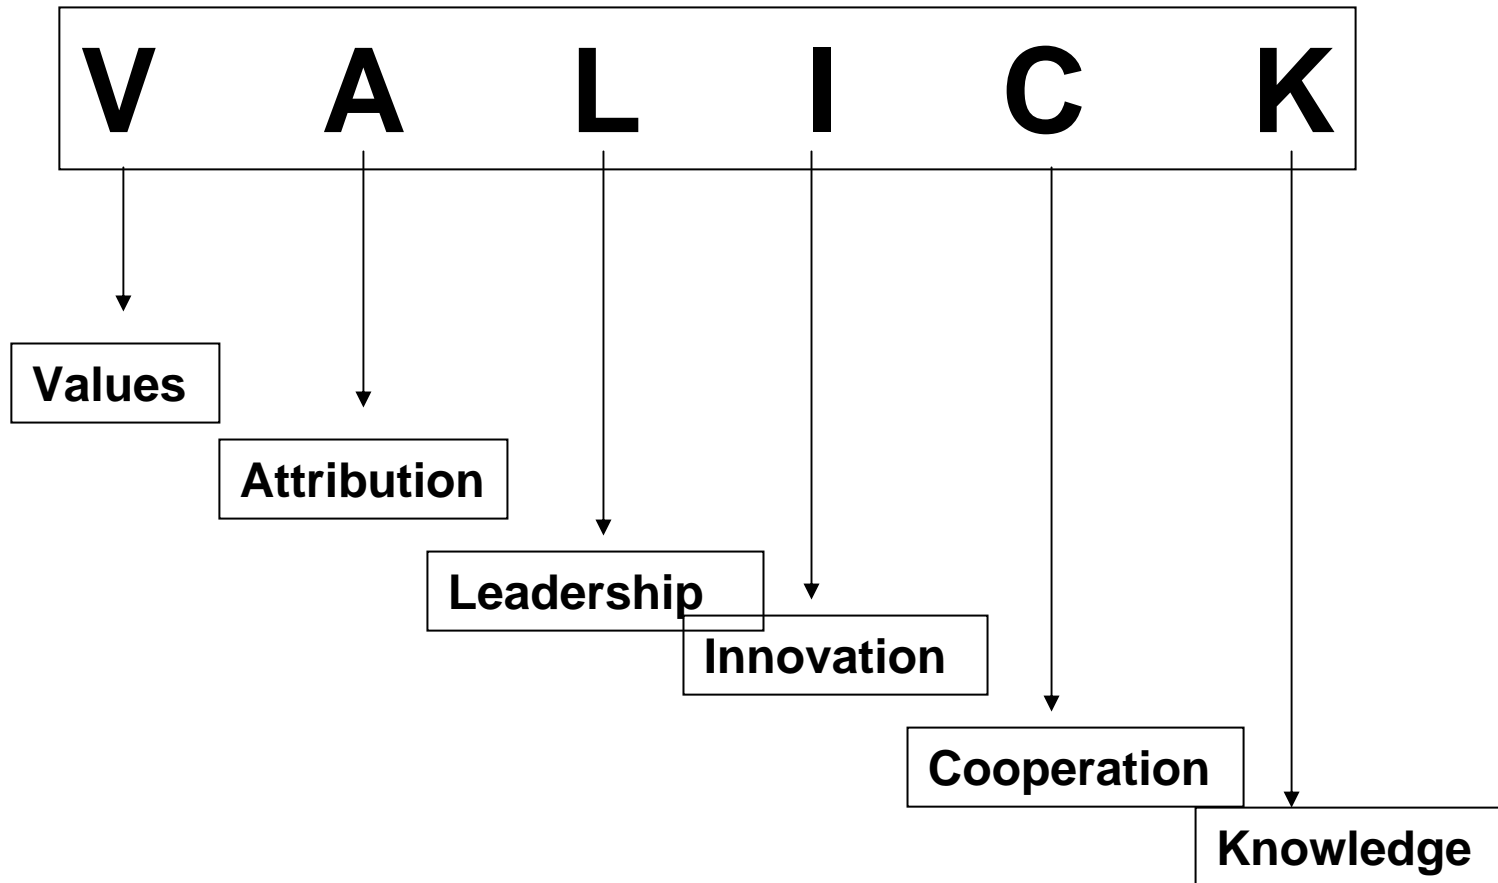 V A L I C K
Values
Attribution
Leadership
Innovation
Cooperation
Knowledge